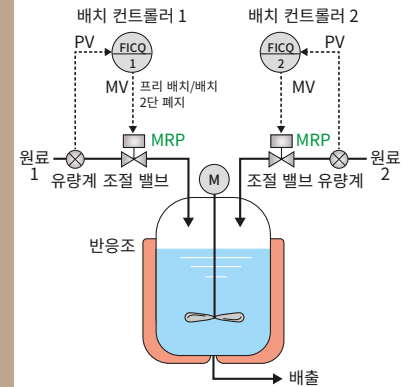 배치 컨트롤러 1
배치 컨트롤러 2
PV
FICQ
1
FICQ
2
PV
MV
프리 배치/배치
2단 폐지
MV
MRP
MRP
원료
1
유량계
조절 밸브
M
조절 밸브
유량계
원료
2
반응조
배출